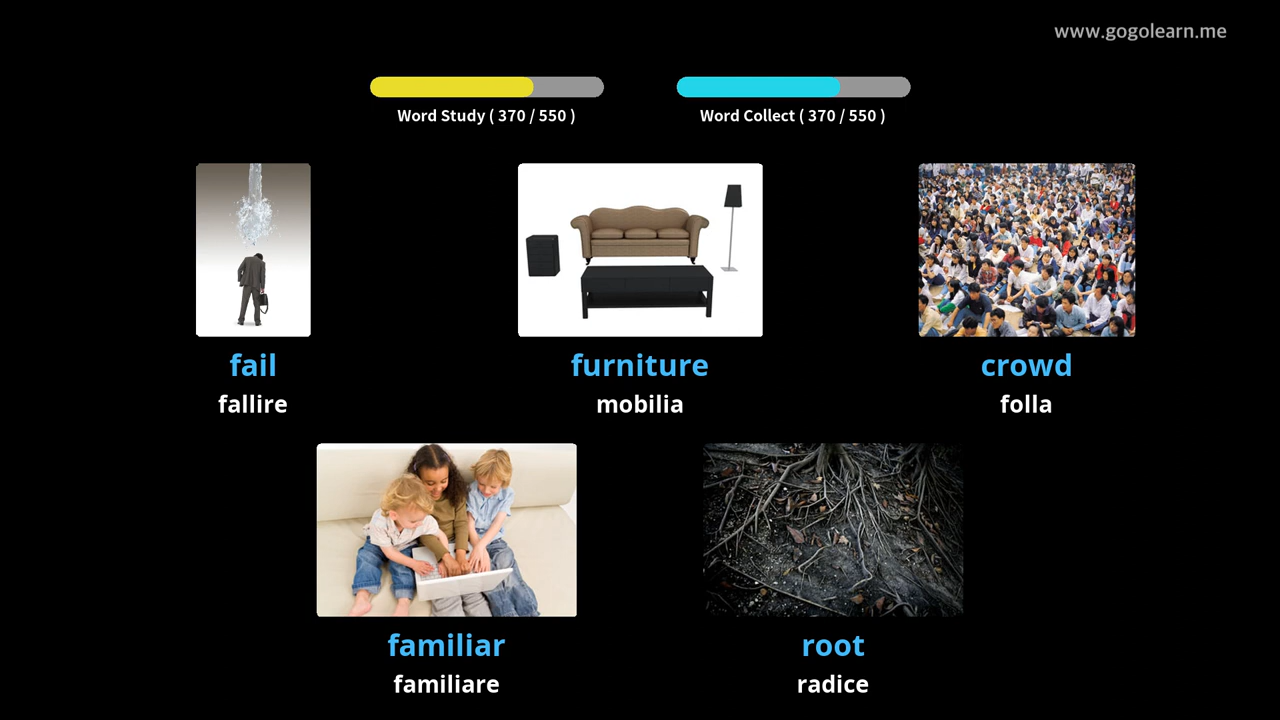 www.gogolearn.me
Word Study ( 370 / 550 )
Word Collect ( 370 / 550 )
fail
fallire
furniture
mobilia
crowd
folla
familiar
familiare
root
radice